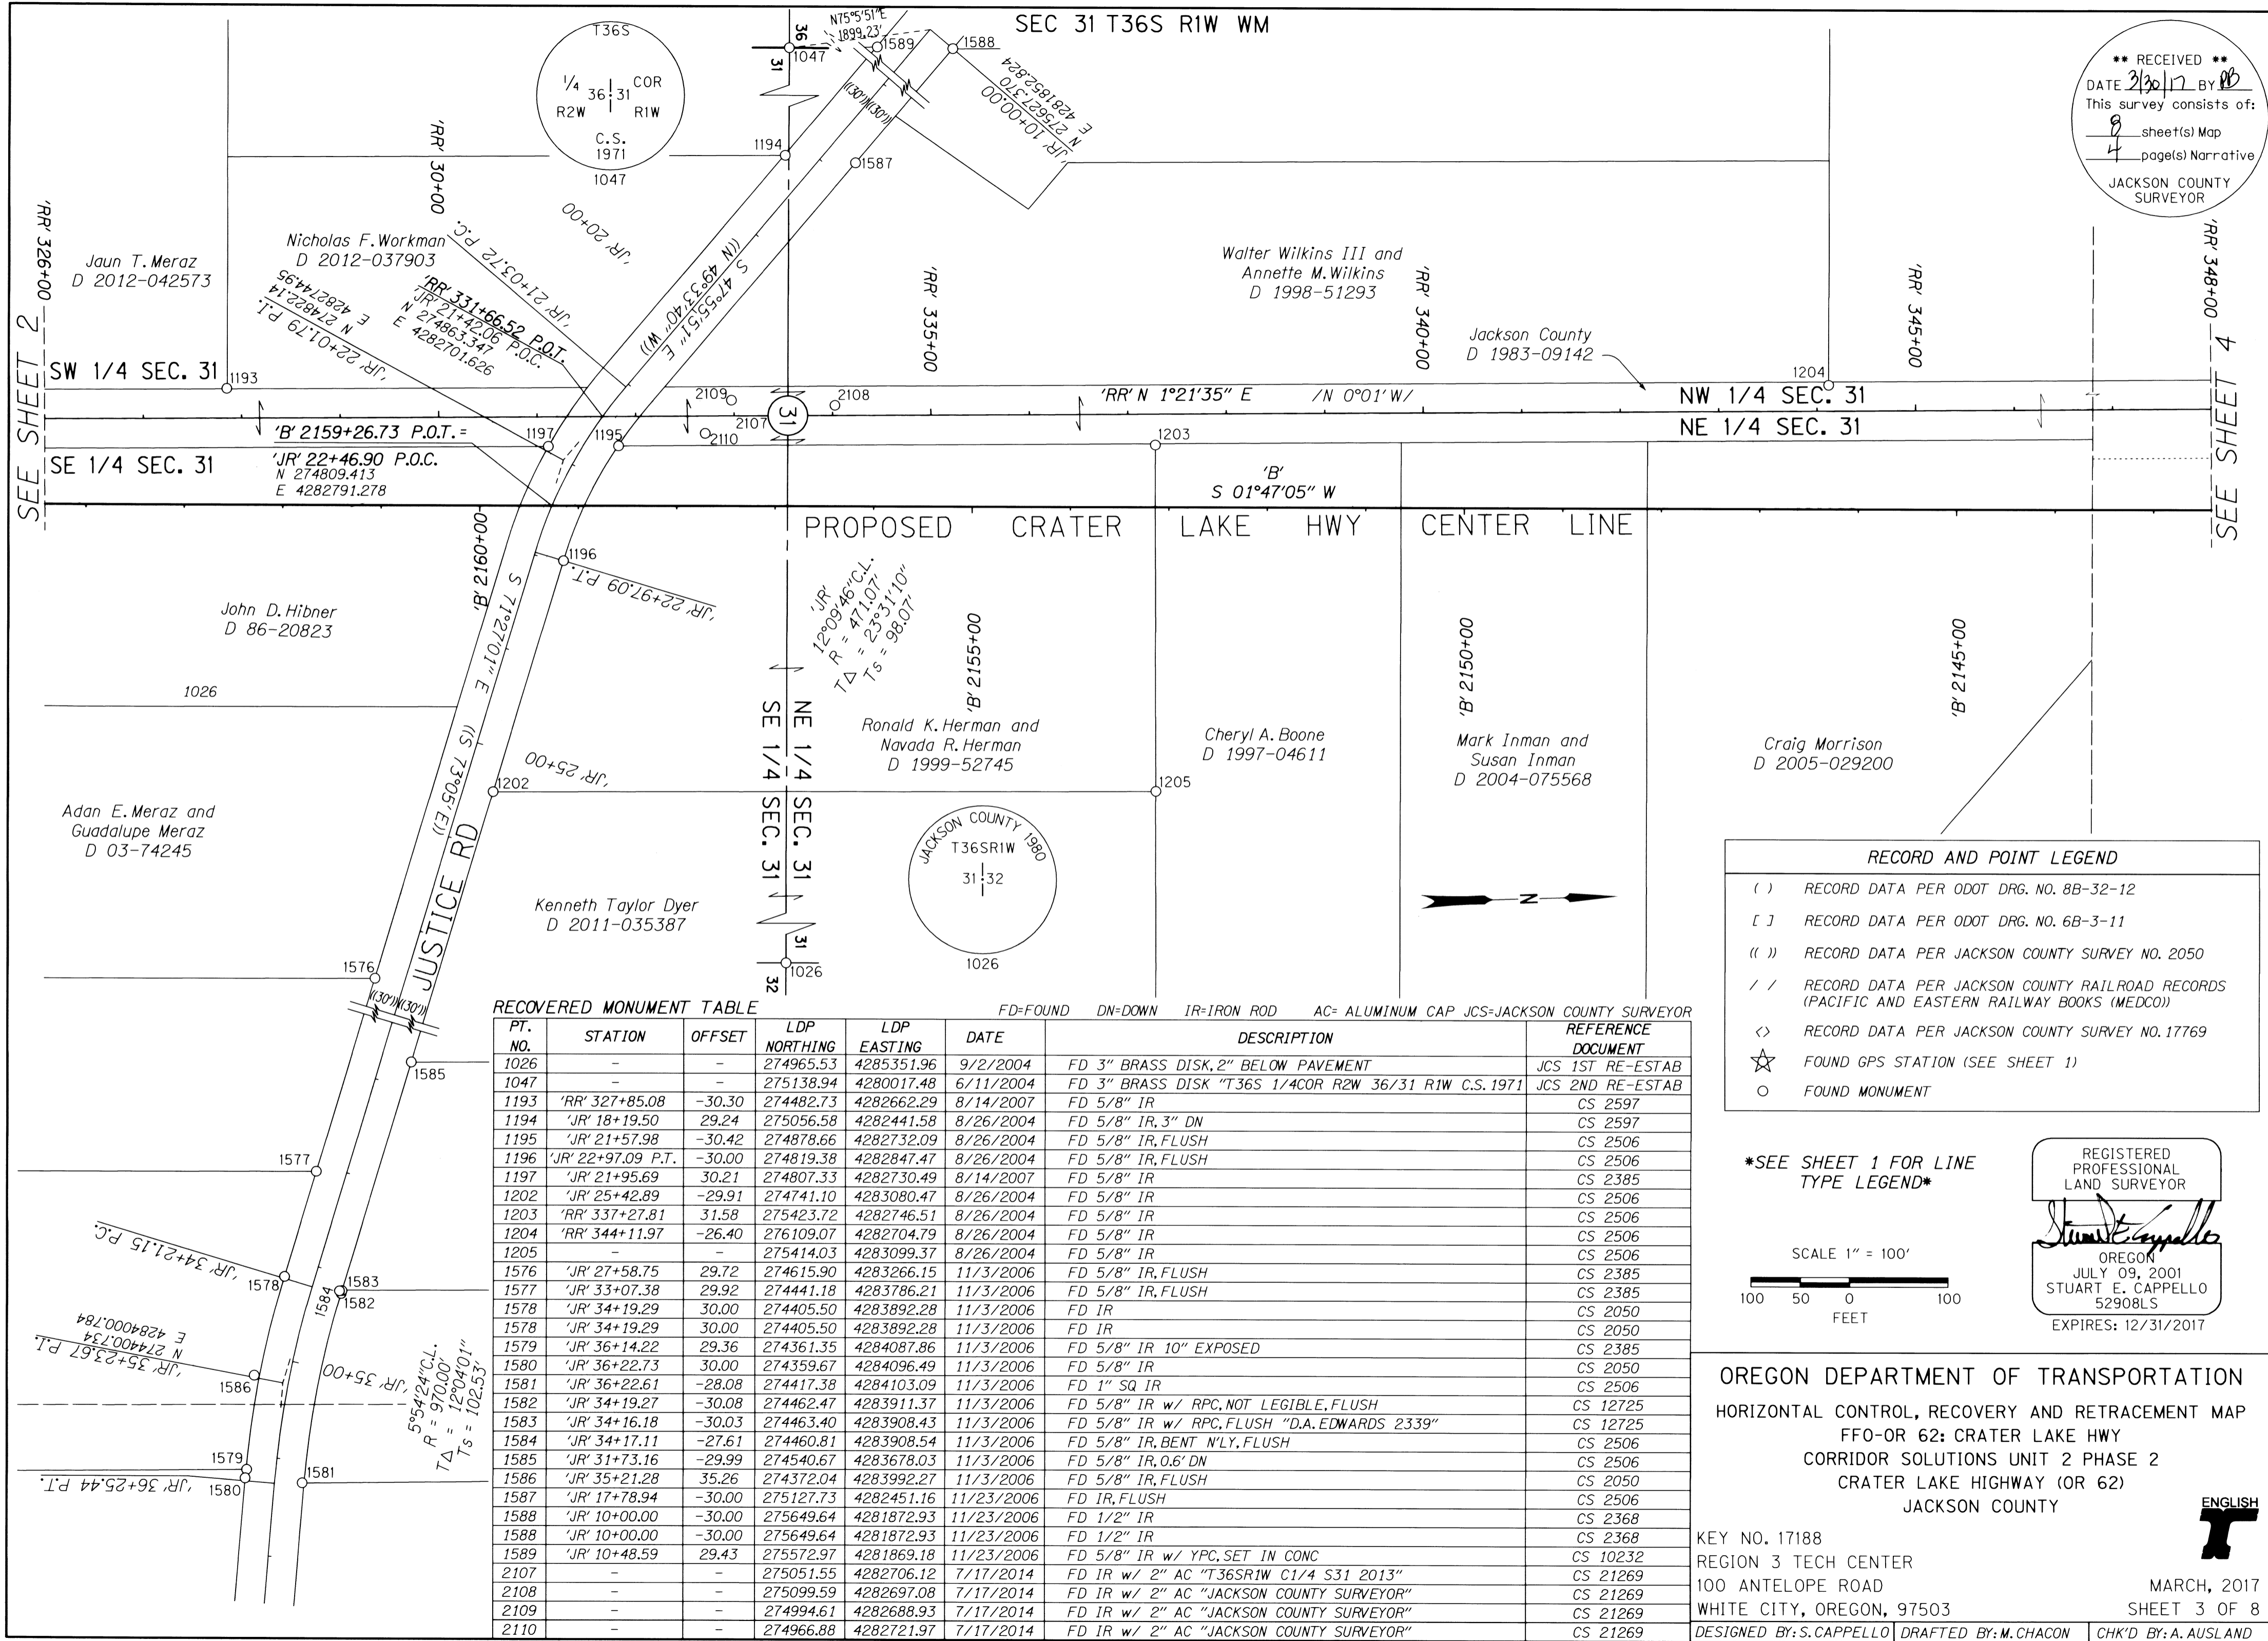 SEC 31 T36S R1W WM
** RECEIVED **
DATE 3/30/17 BY
This survey consists of:
8 sheet(s) Map
4 page(s) Narrative
JACKSON COUNTY
SURVEYOR
T36S
1/4 36 31 COR
R2W R1W
C.S.
1971
1047
36
31
1047
N75°5'51"E
1899.23'
1589
1588
'JR' 10+00.00
N 275627.370
E 4281852.824
((30')) ((30'))
1194
1587
'RR' 326+00
SEE SHEET 2
Jaun T. Meraz
D 2012-042573
'RR' 30+00
Nicholas F. Workman
D 2012-037903
'JR' 20+00
'JR' 21+03.72 P.C.
'RR' 331+66.52 P.O.T.
'JR' 21+42.06 P.O.C.
N 274863.347
E 4282701.626
'JR' 22+01.79 P.I.
N 274822.14
E 4282744.95
S 47°55'51" E
((N 49°33'40" W))
'RR' 335+00
Walter Wilkins III and
Annette M. Wilkins
D 1998-51293
'RR' 340+00
Jackson County
D 1983-09142
'RR' 345+00
'RR' 348+00
SEE SHEET 4
SW 1/4 SEC. 31
1193
2109
2108
31
'RR' N 1°21'35" E /N 0°01' W/
1204
NW 1/4 SEC. 31
NE 1/4 SEC. 31
SE 1/4 SEC. 31
'B' 2159+26.73 P.O.T. =
'JR' 22+46.90 P.O.C.
N 274809.413
E 4282791.278
1197
1195
2107
2110
1203
'B'
S 01°47'05" W
PROPOSED CRATER LAKE HWY CENTER LINE
'B' 2160+00
1196
'JR' 22+97.09 P.T.
S 71°27'01" E
((S 73°05' E))
'JR'
12°09'46"C.L.
R = 471.07'
T△ = 23°31'10"
Ts = 98.07'
John D. Hibner
D 86-20823
1026
'B' 2155+00
'B' 2150+00
'B' 2145+00
NE 1/4 SEC. 31
SE 1/4 SEC. 31
Ronald K. Herman and
Navada R. Herman
D 1999-52745
Cheryl A. Boone
D 1997-04611
Mark Inman and
Susan Inman
D 2004-075568
Craig Morrison
D 2005-029200
'JR' 25+00
1202
1205
Adan E. Meraz and
Guadalupe Meraz
D 03-74245
JUSTICE RD
Kenneth Taylor Dyer
D 2011-035387
JACKSON COUNTY 1980
T36SR1W
31 32
1026
31
32
1026
N
1576
((30')) ((30'))
1585
1577
'JR' 34+21.15 P.C.
1578
1583
1582
1584
'JR' 35+23.67 P.I.
N 274400.734
E 4284000.784
1586
'JR' 35+00
5°54'24"C.L.
R = 970.00'
T△ = 12°04'01"
Ts = 102.53'
1579
1580
1581
'JR' 36+25.44 P.T.
RECORD AND POINT LEGEND
( ) RECORD DATA PER ODOT DRG. NO. 8B-32-12
[ ] RECORD DATA PER ODOT DRG. NO. 6B-3-11
(( )) RECORD DATA PER JACKSON COUNTY SURVEY NO. 2050
/ / RECORD DATA PER JACKSON COUNTY RAILROAD RECORDS
(PACIFIC AND EASTERN RAILWAY BOOKS (MEDCO))
<> RECORD DATA PER JACKSON COUNTY SURVEY NO. 17769
FOUND GPS STATION (SEE SHEET 1)
FOUND MONUMENT
RECOVERED MONUMENT TABLE
FD=FOUND DN=DOWN IR=IRON ROD AC= ALUMINUM CAP JCS=JACKSON COUNTY SURVEYOR
PT. NO. STATION OFFSET LDP NORTHING LDP EASTING DATE DESCRIPTION REFERENCE DOCUMENT
1026 - - 274965.53 4285351.96 9/2/2004 FD 3" BRASS DISK, 2" BELOW PAVEMENT JCS 1ST RE-ESTAB
1047 - - 275138.94 4280017.48 6/11/2004 FD 3" BRASS DISK "T36S 1/4COR R2W 36/31 R1W C.S. 1971 JCS 2ND RE-ESTAB
1193 'RR' 327+85.08 -30.30 274482.73 4282662.29 8/14/2007 FD 5/8" IR CS 2597
1194 'JR' 18+19.50 29.24 275056.58 4282441.58 8/26/2004 FD 5/8" IR, 3" DN CS 2597
1195 'JR' 21+57.98 -30.42 274878.66 4282732.09 8/26/2004 FD 5/8" IR, FLUSH CS 2506
1196 'JR' 22+97.09 P.T. -30.00 274819.38 4282847.47 8/26/2004 FD 5/8" IR, FLUSH CS 2506
1197 'JR' 21+95.69 30.21 274807.33 4282730.49 8/14/2007 FD 5/8" IR CS 2385
1202 'JR' 25+42.89 -29.91 274741.10 4283080.47 8/26/2004 FD 5/8" IR CS 2506
1203 'RR' 337+27.81 31.58 275423.72 4282746.51 8/26/2004 FD 5/8" IR CS 2506
1204 'RR' 344+11.97 -26.40 276109.07 4282704.79 8/26/2004 FD 5/8" IR CS 2506
1205 - - 275414.03 4283099.37 8/26/2004 FD 5/8" IR CS 2506
1576 'JR' 27+58.75 29.72 274615.90 4283266.15 11/3/2006 FD 5/8" IR, FLUSH CS 2385
1577 'JR' 33+07.38 29.92 274441.18 4283786.21 11/3/2006 FD 5/8" IR, FLUSH CS 2385
1578 'JR' 34+19.29 30.00 274405.50 4283892.28 11/3/2006 FD IR CS 2050
1578 'JR' 34+19.29 30.00 274405.50 4283892.28 11/3/2006 FD IR CS 2050
1579 'JR' 36+14.22 29.36 274361.35 4284087.86 11/3/2006 FD 5/8" IR 10" EXPOSED CS 2385
1580 'JR' 36+22.73 30.00 274359.67 4284096.49 11/3/2006 FD 5/8" IR CS 2050
1581 'JR' 36+22.61 -28.08 274417.38 4284103.09 11/3/2006 FD 1" SQ IR CS 2506
1582 'JR' 34+19.27 -30.08 274462.47 4283911.37 11/3/2006 FD 5/8" IR w/ RPC, NOT LEGIBLE, FLUSH CS 12725
1583 'JR' 34+16.18 -30.03 274463.40 4283908.43 11/3/2006 FD 5/8" IR w/ RPC, FLUSH "D.A. EDWARDS 2339" CS 12725
1584 'JR' 34+17.11 -27.61 274460.81 4283908.54 11/3/2006 FD 5/8" IR, BENT N'LY, FLUSH CS 2506
1585 'JR' 31+73.16 -29.99 274540.67 4283678.03 11/3/2006 FD 5/8" IR, 0.6' DN CS 2506
1586 'JR' 35+21.28 35.26 274372.04 4283992.27 11/3/2006 FD 5/8" IR, FLUSH CS 2050
1587 'JR' 17+78.94 -30.00 275127.73 4282451.16 11/23/2006 FD IR, FLUSH CS 2506
1588 'JR' 10+00.00 -30.00 275649.64 4281872.93 11/23/2006 FD 1/2" IR CS 2368
1588 'JR' 10+00.00 -30.00 275649.64 4281872.93 11/23/2006 FD 1/2" IR CS 2368
1589 'JR' 10+48.59 29.43 275572.97 4281869.18 11/23/2006 FD 5/8" IR w/ YPC, SET IN CONC CS 10232
2107 - - 275051.55 4282706.12 7/17/2014 FD IR w/ 2" AC "T36SR1W C1/4 S31 2013" CS 21269
2108 - - 275099.59 4282697.08 7/17/2014 FD IR w/ 2" AC "JACKSON COUNTY SURVEYOR" CS 21269
2109 - - 274994.61 4282688.93 7/17/2014 FD IR w/ 2" AC "JACKSON COUNTY SURVEYOR" CS 21269
2110 - - 274966.88 4282721.97 7/17/2014 FD IR w/ 2" AC "JACKSON COUNTY SURVEYOR" CS 21269
*SEE SHEET 1 FOR LINE
TYPE LEGEND*
SCALE 1" = 100'
100 50 0 100
FEET
REGISTERED
PROFESSIONAL
LAND SURVEYOR
Stuart E Cappello
OREGON
JULY 09, 2001
STUART E. CAPPELLO
52908LS
EXPIRES: 12/31/2017
OREGON DEPARTMENT OF TRANSPORTATION
HORIZONTAL CONTROL, RECOVERY AND RETRACEMENT MAP
FFO-OR 62: CRATER LAKE HWY
CORRIDOR SOLUTIONS UNIT 2 PHASE 2
CRATER LAKE HIGHWAY (OR 62)
JACKSON COUNTY
ENGLISH
KEY NO. 17188
REGION 3 TECH CENTER
100 ANTELOPE ROAD MARCH, 2017
WHITE CITY, OREGON, 97503 SHEET 3 OF 8
DESIGNED BY: S. CAPPELLO DRAFTED BY: M. CHACON CHK'D BY: A. AUSLAND